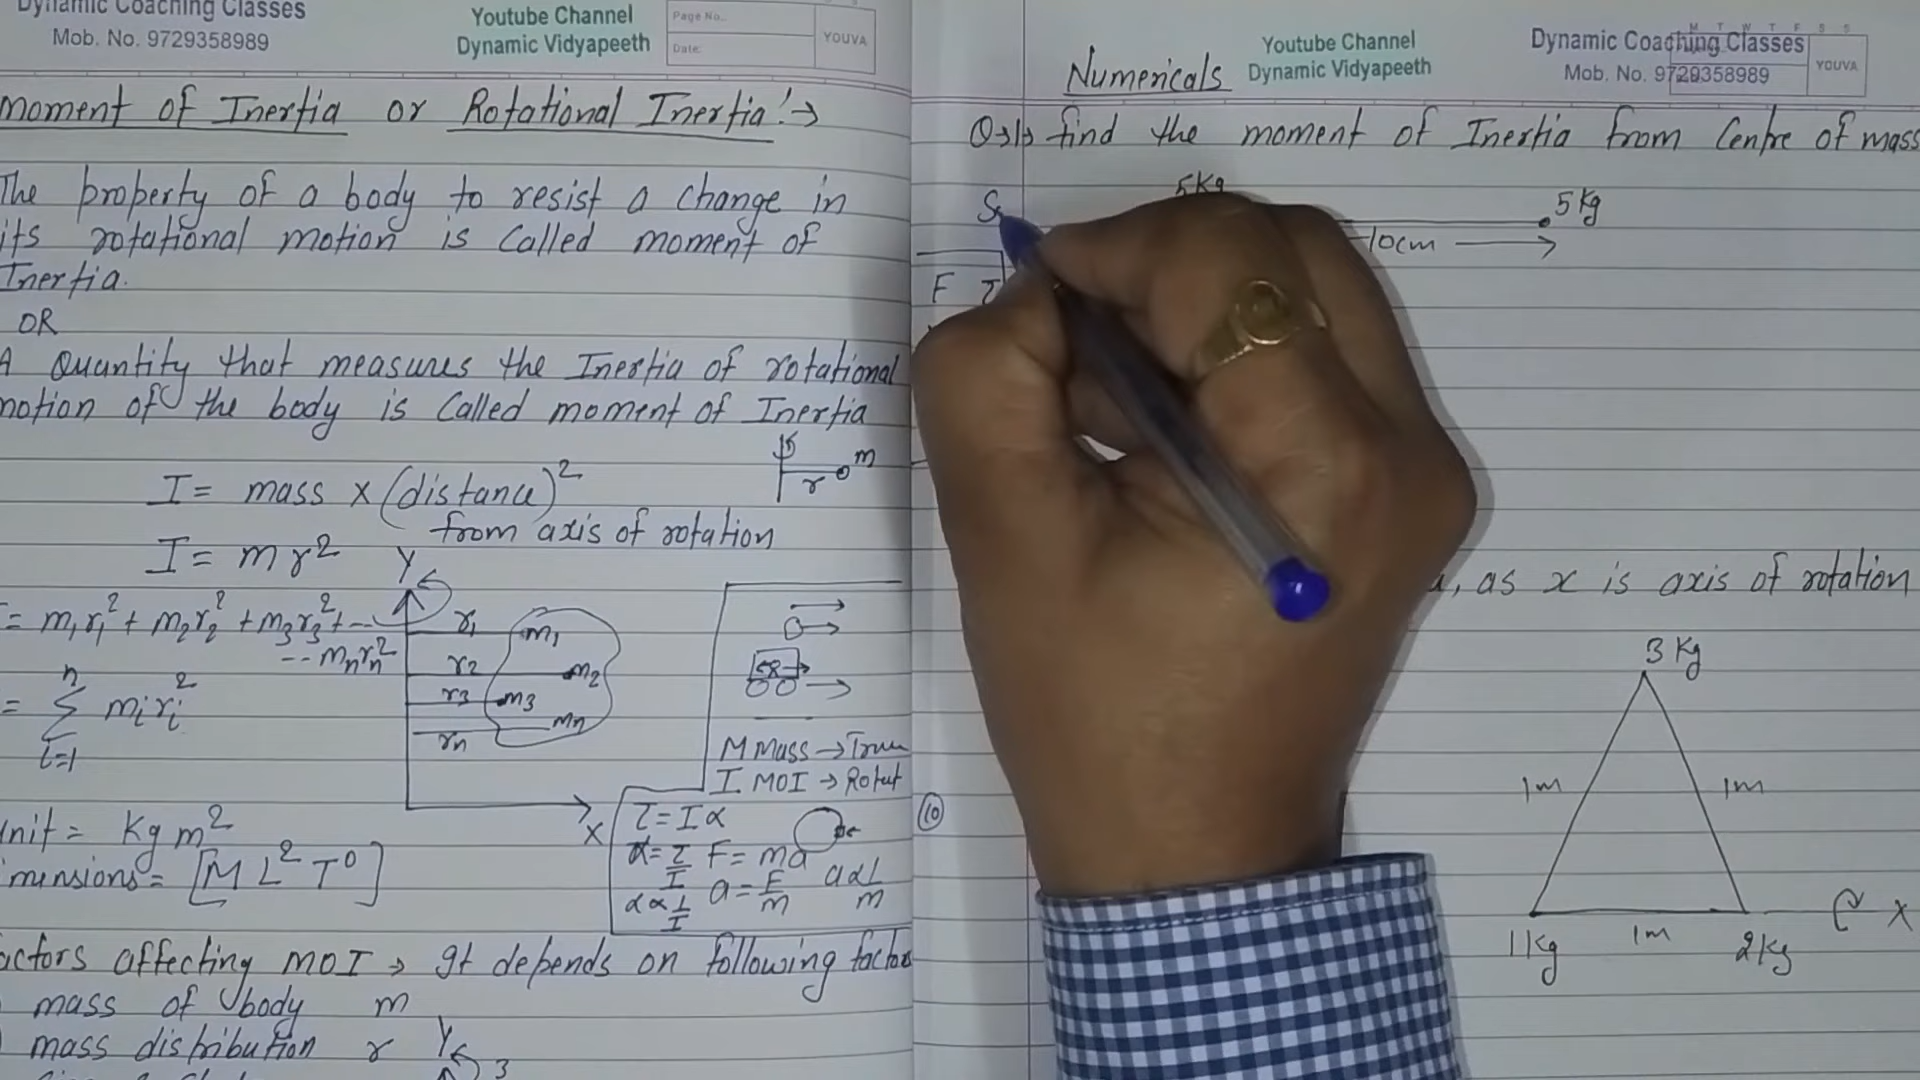 Dynamic Coaching Classes
Mob. No. 9729358989
Youtube Channel
Dynamic Vidyapeeth
Page No..
Date:
YOUVA
moment of Inertia or Rotational Inertia:→
The property of a body to resist a change in
its rotational motion is Called moment of
Inertia.
OR
A Quantity that measures the Inertia of rotational
motion of the body is Called moment of Inertia
I = mass x (distance)²
from axis of rotation
m
r
I = mr²
Y
= m₁r₁² + m₂r₂² + m₃r₃² + --
-- mₙrₙ²
r₁ m₁
r₂ m₂
r₃ m₃
rₙ mₙ
X
n
= Σ mᵢrᵢ²
i=1
M Mass →
I MOI →
unit = Kg m²
Dimensions = [M L² T⁰]
τ = Iα
α = τ/I F = ma
α ∝ 1/I a = F/m a ∝ 1/m
factors affecting MOI → It depends on following factors
mass of body m
mass distribution r
Y
3
Numericals
Youtube Channel
Dynamic Vidyapeeth
Dynamic Coaching Classes
Mob. No. 9729358989
M T W T F S S
YOUVA
Q→1) find the moment of Inertia from Centre of mass
5Kg
5 Kg
10cm
F τ
, as x is axis of rotation
3 Kg
1m
1m
10
1Kg
1m
2Kg
X